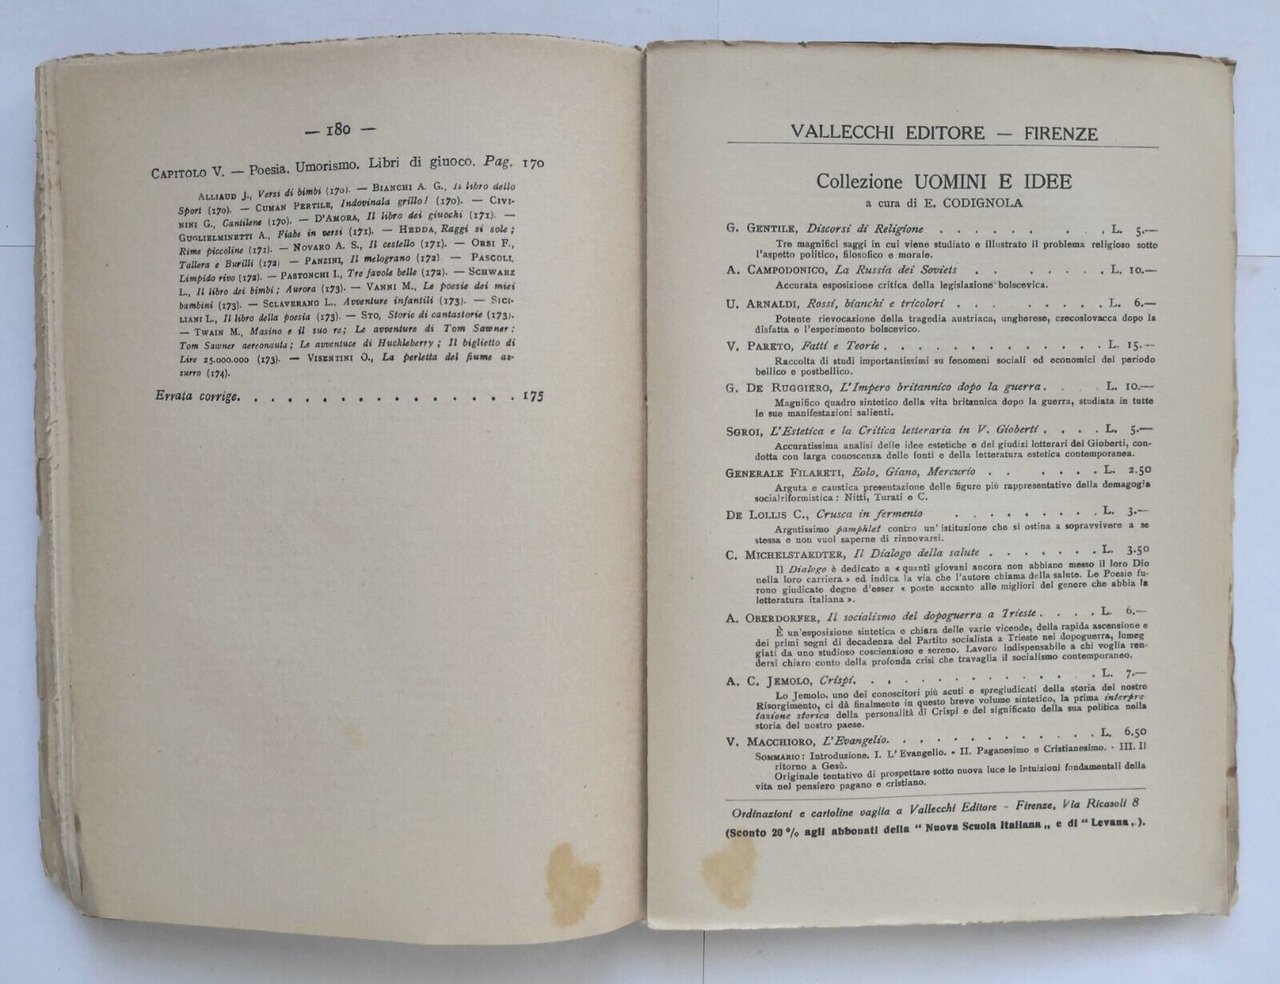 — 180 —
CAPITOLO V. — Poesia. Umorismo. Libri di giuoco. Pag. 170
ALLIAUD J., Versi di bimbi (170). — BIANCHI A. G., Il libro dello
Sport (170). — CUMAN PERTILE, Indovinala grillo! (170). — CIVI-
NINI G., Cantilene (170). — D'AMORA, Il libro dei giuochi (171). —
GUGLIELMINETTI A., Fiabe in versi (171). — HEDDA, Raggi si sole;
Rime piccoline (171). — NOVARO A. S., Il cestello (171). — ORSI F.,
Tallera e Burilli (172) — PANZINI, Il melograno (172). — PASCOLI,
Limpido rivo (172). — PASTONCHI I., Tre favole belle (172). — SCHWARZ
L., Il libro dei bimbi; Aurora (173). — VANNI M., Le poesie dei miei
bambini (173). — SCLAVERANO L., Avventure infantili (173). — SICI-
LIANI L., Il libro della poesia (173). — STO, Storie di cantastorie (173).
— TWAIN M., Masino e il suo re; Le avventure di Tom Sawner;
Tom Sawner aeronauta; Le avventuce di Huckleberry; Il biglietto di
Lire 25.000.000 (173). — VISENTINI O., La perletta del fiume az-
zurro (174).
Errata corrige. . . . . . . . . . . . . . . . 175
VALLECCHI EDITORE — FIRENZE
Collezione UOMINI E IDEE
a cura di E. CODIGNOLA
G. GENTILE, Discorsi di Religione . . . . . . . . L. 5.—
Tre magnifici saggi in cui viene studiato e illustrato il problema religioso sotto
l'aspetto politico, filosofico e morale.
A. CAMPODONICO, La Russia dei Soviets . . . . . . . L. 10.—
Accurata esposizione critica della legislazione bolscevica.
U. ARNALDI, Rossi, bianchi e tricolori . . . . . . . . . L. 6.—
Potente rievocazione della tragedia austriaca, ungherese, czecoslovacca dopo la
disfatta e l'esperimento bolscevico.
V. PARETO, Fatti e Teorie . . . . . . . . . . . . L. 15.—
Raccolta di studi importantissimi su fenomeni sociali ed economici del periodo
bellico e postbellico.
G. DE RUGGIERO, L'Impero britannico dopo la guerra. . . . L. 10.—
Magnifico quadro sintetico della vita britannica dopo la guerra, studiata in tutte
le sue manifestazioni salienti.
SGROI, L'Estetica e la Critica letteraria in V. Gioberti . . . . L. 5.—
Accuratissima analisi delle idee estetiche e dei giudizi lotterari del Gioberti, con-
dotta con larga conoscenza delle fonti e della letteratura estetica contemporanea.
GENERALE FILARETI, Eolo, Giano, Mercurio . . . . . . L. 2.50
Arguta e caustica presentazione delle figure più rappresentative della demagogia
socialriformistica: Nitti, Turati e C.
DE LOLLIS C., Crusca in fermento . . . . . . . . . L. 3.—
Argutissimo pamphlet contro un' istituzione che si ostina a sopravvivere a se
stessa e non vuol saperne di rinnovarsi.
C. MICHELSTAEDTER, Il Dialogo della salute . . . . . . . L. 3.50
Il Dialogo è dedicato a « quanti giovani ancora non abbiano messo il loro Dio
nella loro carriera » ed indica la via che l'autore chiama della salute. Le Poesie fu-
rono giudicate degne d'esser « poste accanto alle migliori del genere che abbia la
letteratura italiana ».
A. OBERDORFER, Il socialismo del dopoguerra a Trieste . . . . L. 6.—
È un'esposizione sintetica e chiara delle varie vicende, della rapida ascensione e
dei primi segni di decadenza del Partito socialista a Trieste nel dopoguerra, lumeg
giati da uno studioso coscienzioso e sereno. Lavoro indispensabile a chi voglia ren-
dersi chiaro conto della profonda crisi che travaglia il socialismo contemporaneo.
A. C. JEMOLO, Crispi. . . . . . . . . . . . . L. 7.—
Lo Jemolo, uno dei conoscitori più acuti e spregiudicati della storia del nostro
Risorgimento, ci dà finalmente in questo breve volume sintetico, la prima interpre-
tazione storica della personalità di Crispi e del significato della sua politica nella
storia del nostro paese.
V. MACCHIORO, L'Evangelio. . . . . . . . . . . . L. 6.50
SOMMARIO: Introduzione. I. L'Evangelio. - II. Paganesimo e Cristianesimo. - III. Il
ritorno a Gesù.
Originale tentativo di prospettare sotto nuova luce le intuizioni fondamentali della
vita nel pensiero pagano e cristiano.
Ordinazioni e cartoline vaglia a Vallecchi Editore - Firenze, Via Ricasoli 8
(Sconto 20 % agli abbonati della “ Nuova Scuola Italiana „ e di “ Levana „).